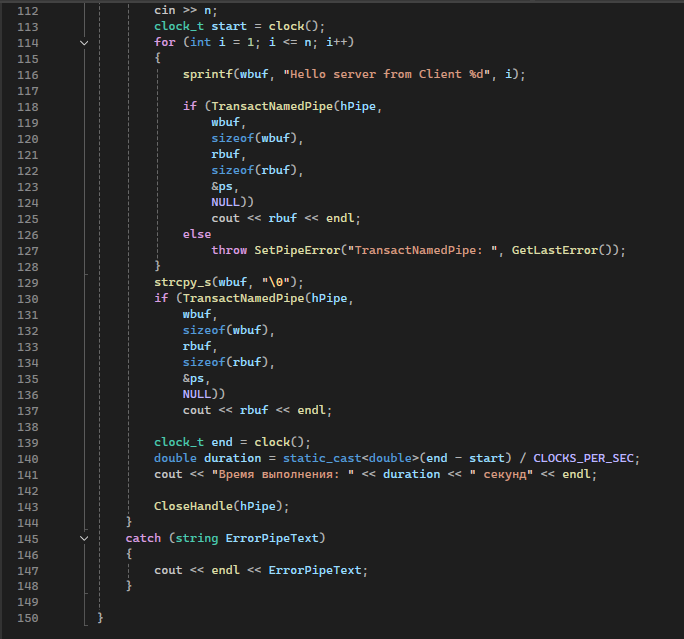 112 cin >> n;
113 clock_t start = clock();
114 for (int i = 1; i <= n; i++)
115 {
116 sprintf(wbuf, "Hello server from Client %d", i);
117
118 if (TransactNamedPipe(hPipe,
119 wbuf,
120 sizeof(wbuf),
121 rbuf,
122 sizeof(rbuf),
123 &ps,
124 NULL))
125 cout << rbuf << endl;
126 else
127 throw SetPipeError("TransactNamedPipe: ", GetLastError());
128 }
129 strcpy_s(wbuf, "\0");
130 if (TransactNamedPipe(hPipe,
131 wbuf,
132 sizeof(wbuf),
133 rbuf,
134 sizeof(rbuf),
135 &ps,
136 NULL))
137 cout << rbuf << endl;
138
139 clock_t end = clock();
140 double duration = static_cast<double>(end - start) / CLOCKS_PER_SEC;
141 cout << "Время выполнения: " << duration << " секунд" << endl;
142
143 CloseHandle(hPipe);
144 }
145 catch (string ErrorPipeText)
146 {
147 cout << endl << ErrorPipeText;
148 }
149
150 }